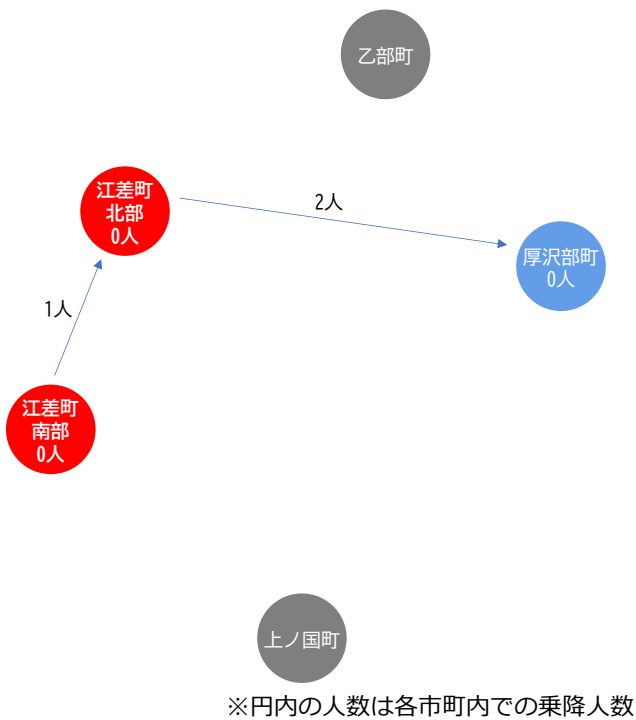 乙部町
江差町
北部
0人
2人
厚沢部町
0人
1人
江差町
南部
0人
上ノ国町
※円内の人数は各市町内での乗降人数